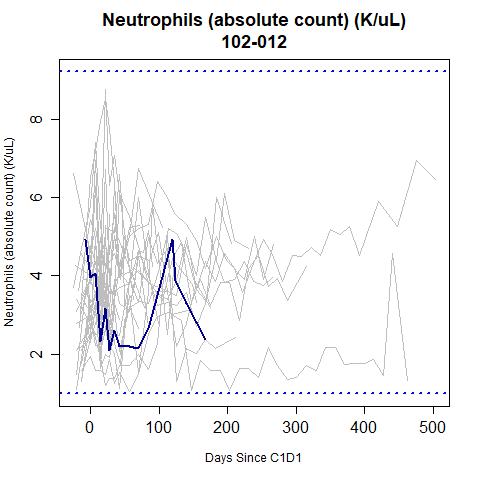 Neutrophils (absolute count) (K/uL)
102-012
Neutrophils (absolute count) (K/uL)
8
6
4
2
0 100 200 300 400 500
Days Since C1D1